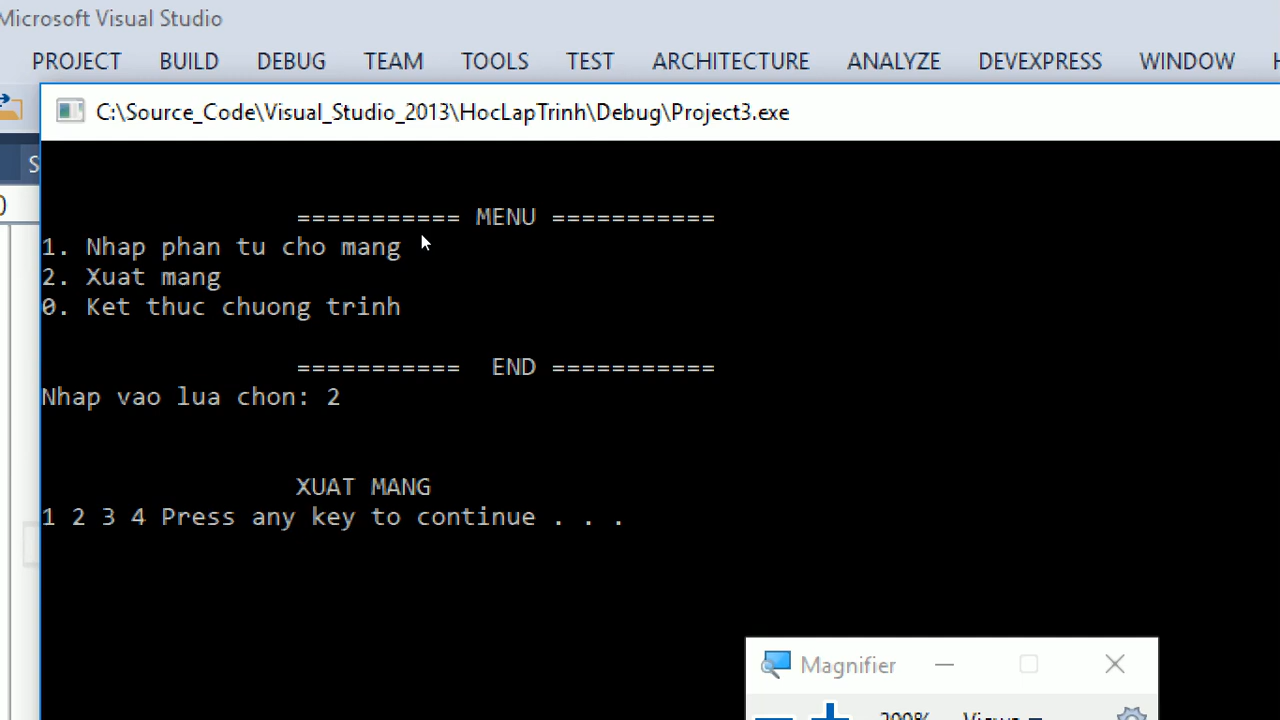 Microsoft Visual Studio
PROJECT BUILD DEBUG TEAM TOOLS TEST ARCHITECTURE ANALYZE DEVEXPRESS WINDOW
C:\Source_Code\Visual_Studio_2013\HocLapTrinh\Debug\Project3.exe
=========== MENU ===========
1. Nhap phan tu cho mang
2. Xuat mang
0. Ket thuc chuong trinh
=========== END ===========
Nhap vao lua chon: 2
XUAT MANG
1 2 3 4 Press any key to continue . . .
Magnifier
200% Views